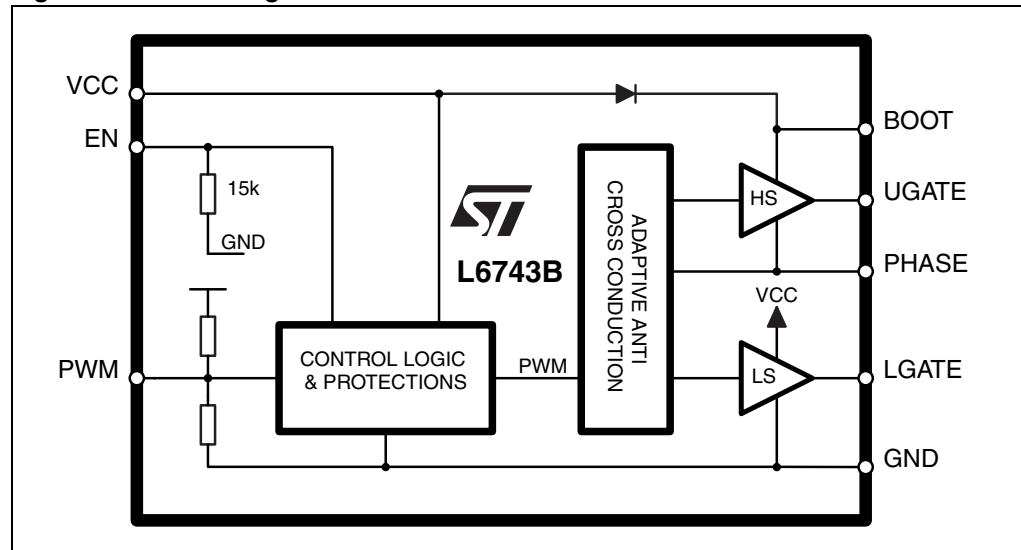 VCC
EN
15k
GND
PWM
CONTROL LOGIC
& PROTECTIONS
ST
L6743B
PWM
ADAPTIVE ANTI
CROSS CONDUCTION
HS
VCC
LS
BOOT
UGATE
PHASE
LGATE
GND